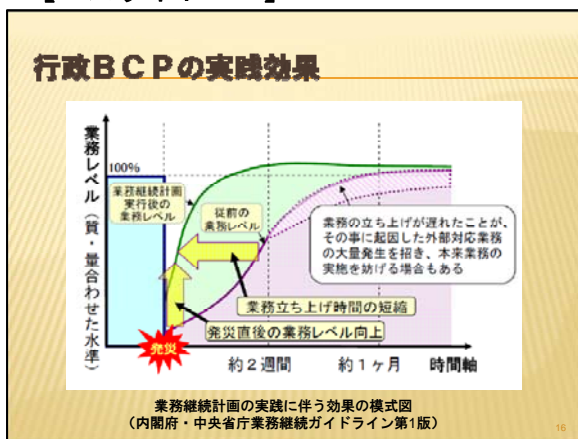 行政ＢＣＰの実践効果
業務レベル（質・量合わせた水準）
100%
業務継続計画
実行後の
業務レベル
従前の
業務レベル
業務の立ち上げが遅れたことが、
その事に起因した外部対応業務
の大量発生を招き、本来業務の
実施を妨げる場合もある
業務立ち上げ時間の短縮
発災直後の業務レベル向上
発災
約２週間
約１ヶ月
時間軸
業務継続計画の実践に伴う効果の模式図
（内閣府・中央省庁業務継続ガイドライン第1版）
16